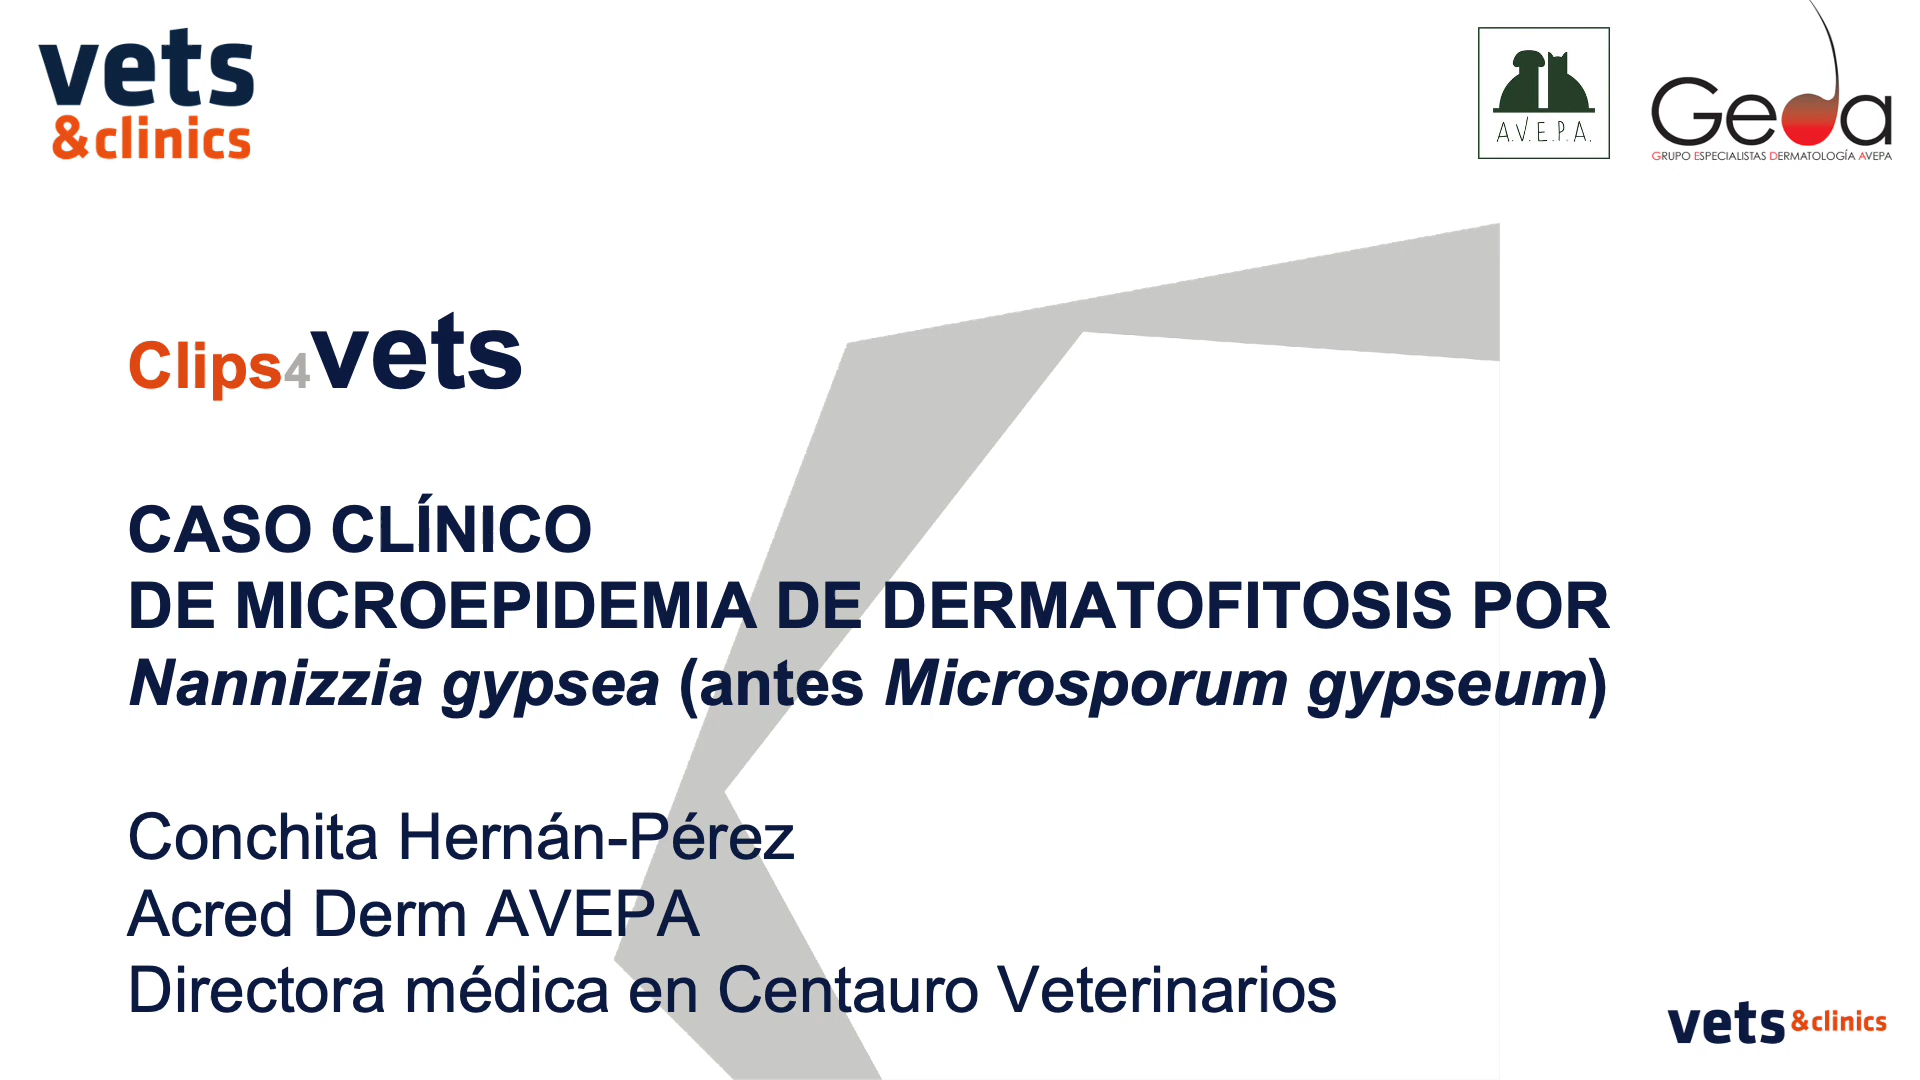 vets
&clinics
A.V.E.P.A.
Geda
GRUPO ESPECIALISTAS DERMATOLOGÍA AVEPA
Clips4vets
CASO CLÍNICO
DE MICROEPIDEMIA DE DERMATOFITOSIS POR
Nannizzia gypsea (antes Microsporum gypseum)
Conchita Hernán-Pérez
Acred Derm AVEPA
Directora médica en Centauro Veterinarios
vets &clinics